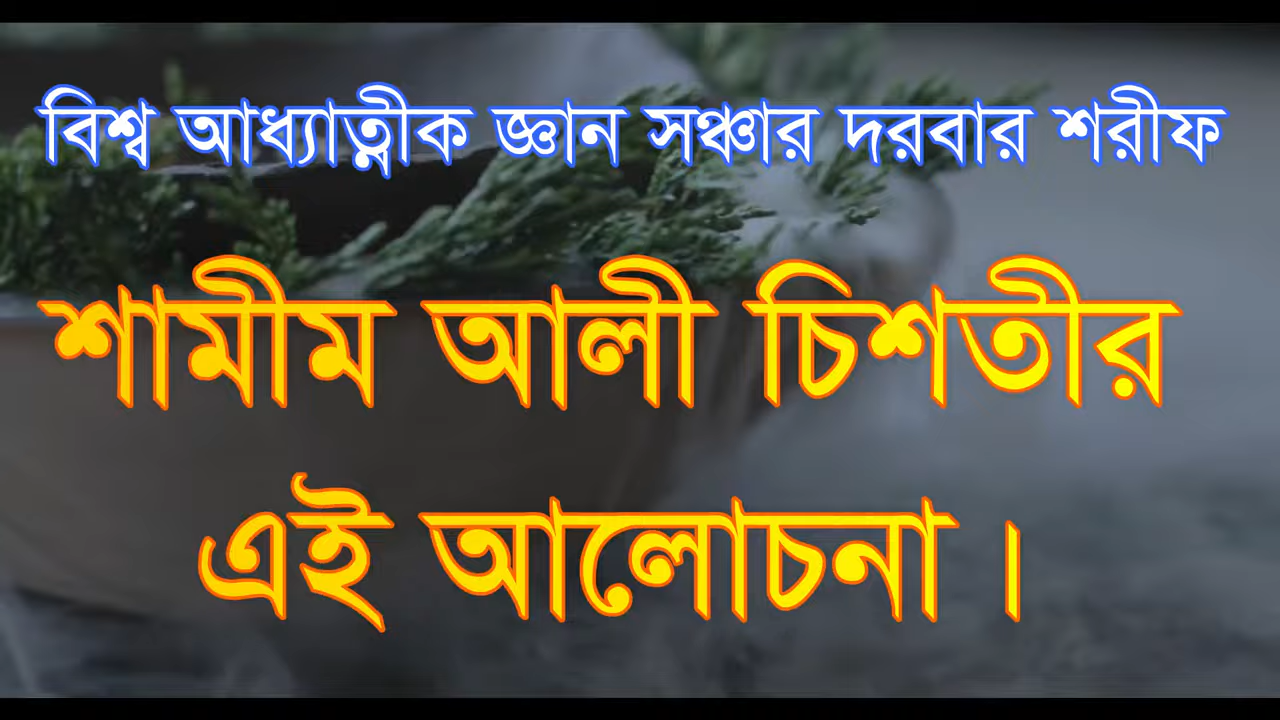 বিশ্ব আধ্যাত্নীক জ্ঞান সঞ্চার দরবার শরীফ
শামীম আলী চিশতীর
এই আলোচনা।